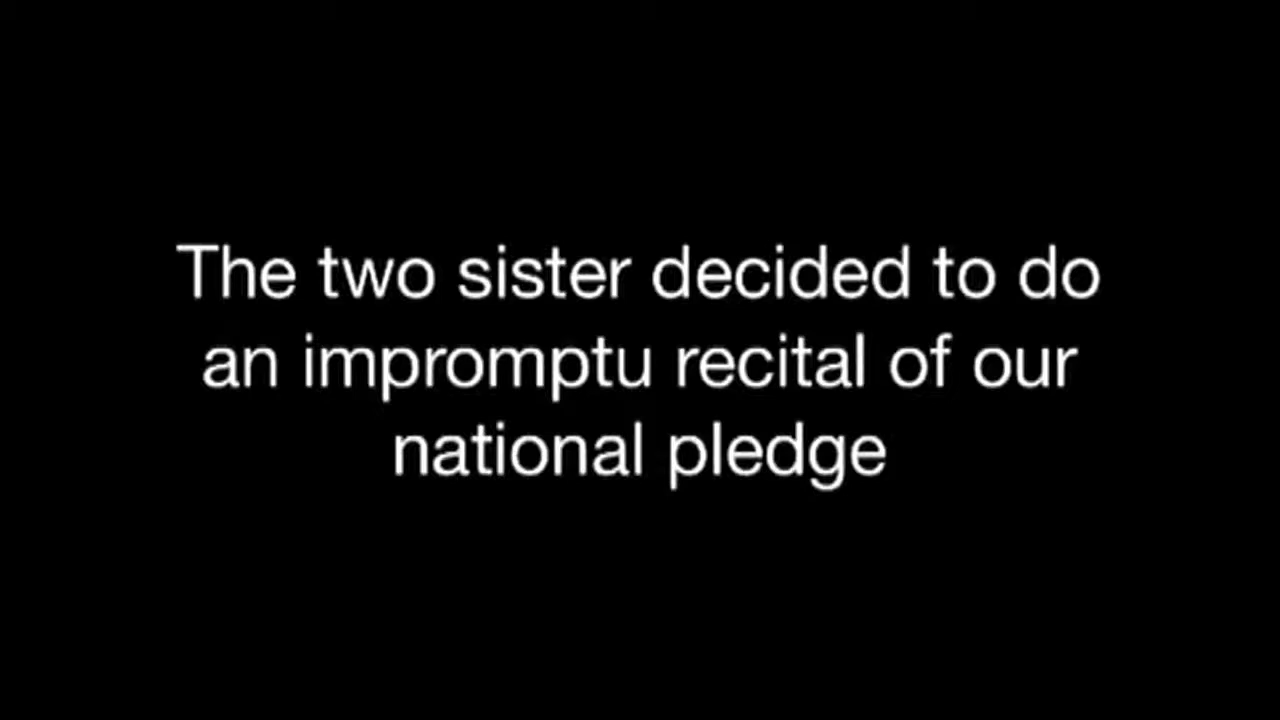 The two sister decided to do
an impromptu recital of our
national pledge